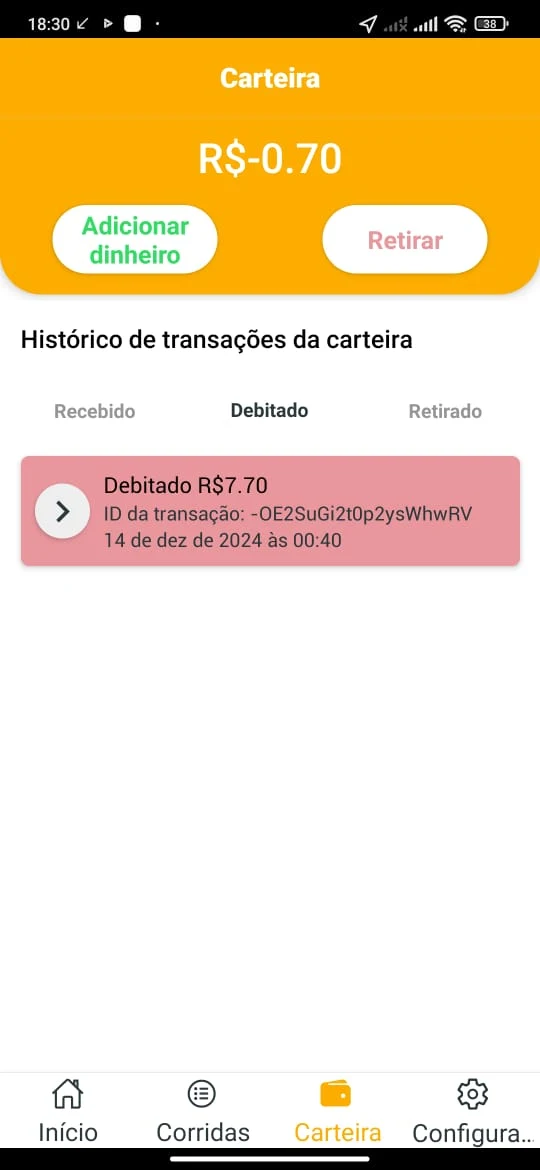 18:30
38
Carteira
R$-0.70
Adicionar
dinheiro
Retirar
Histórico de transações da carteira
Recebido
Debitado
Retirado
Debitado R$7.70
ID da transação: -OE2SuGi2t0p2ysWhwRV
14 de dez de 2024 às 00:40
Início
Corridas
Carteira
Configura...